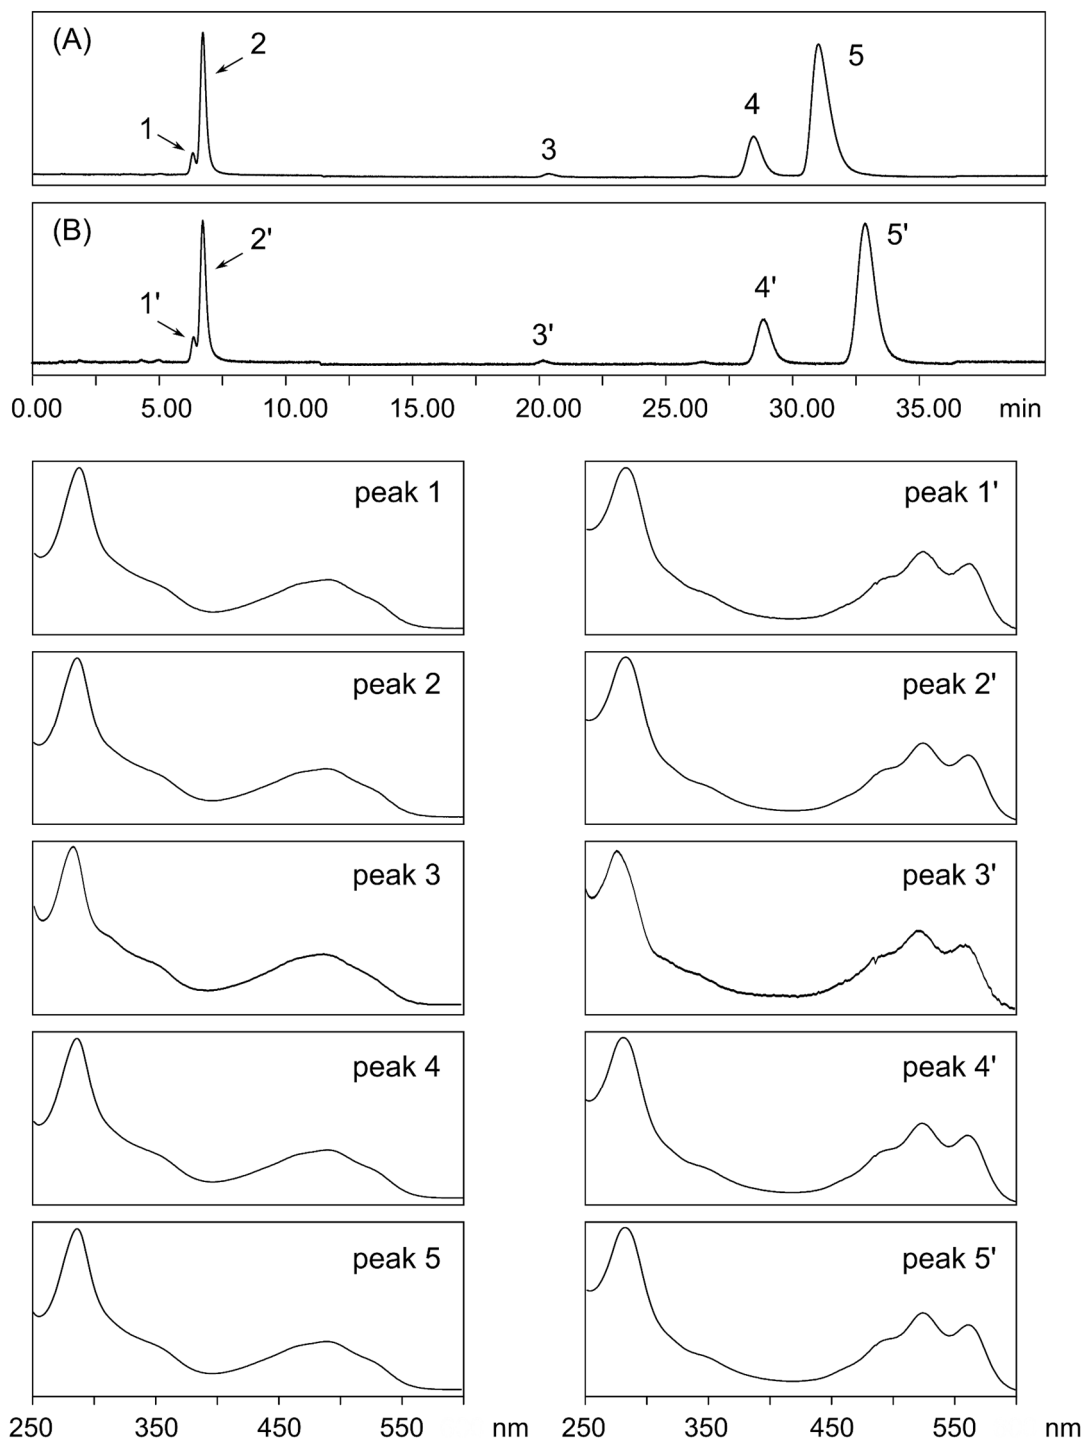 (A)
1
2
3
4
5
(B)
1'
2'
3'
4'
5'
0.00 5.00 10.00 15.00 20.00 25.00 30.00 35.00 min
peak 1 peak 1'
peak 2 peak 2'
peak 3 peak 3'
peak 4 peak 4'
peak 5 peak 5'
250 350 450 550 nm 250 350 450 550 nm